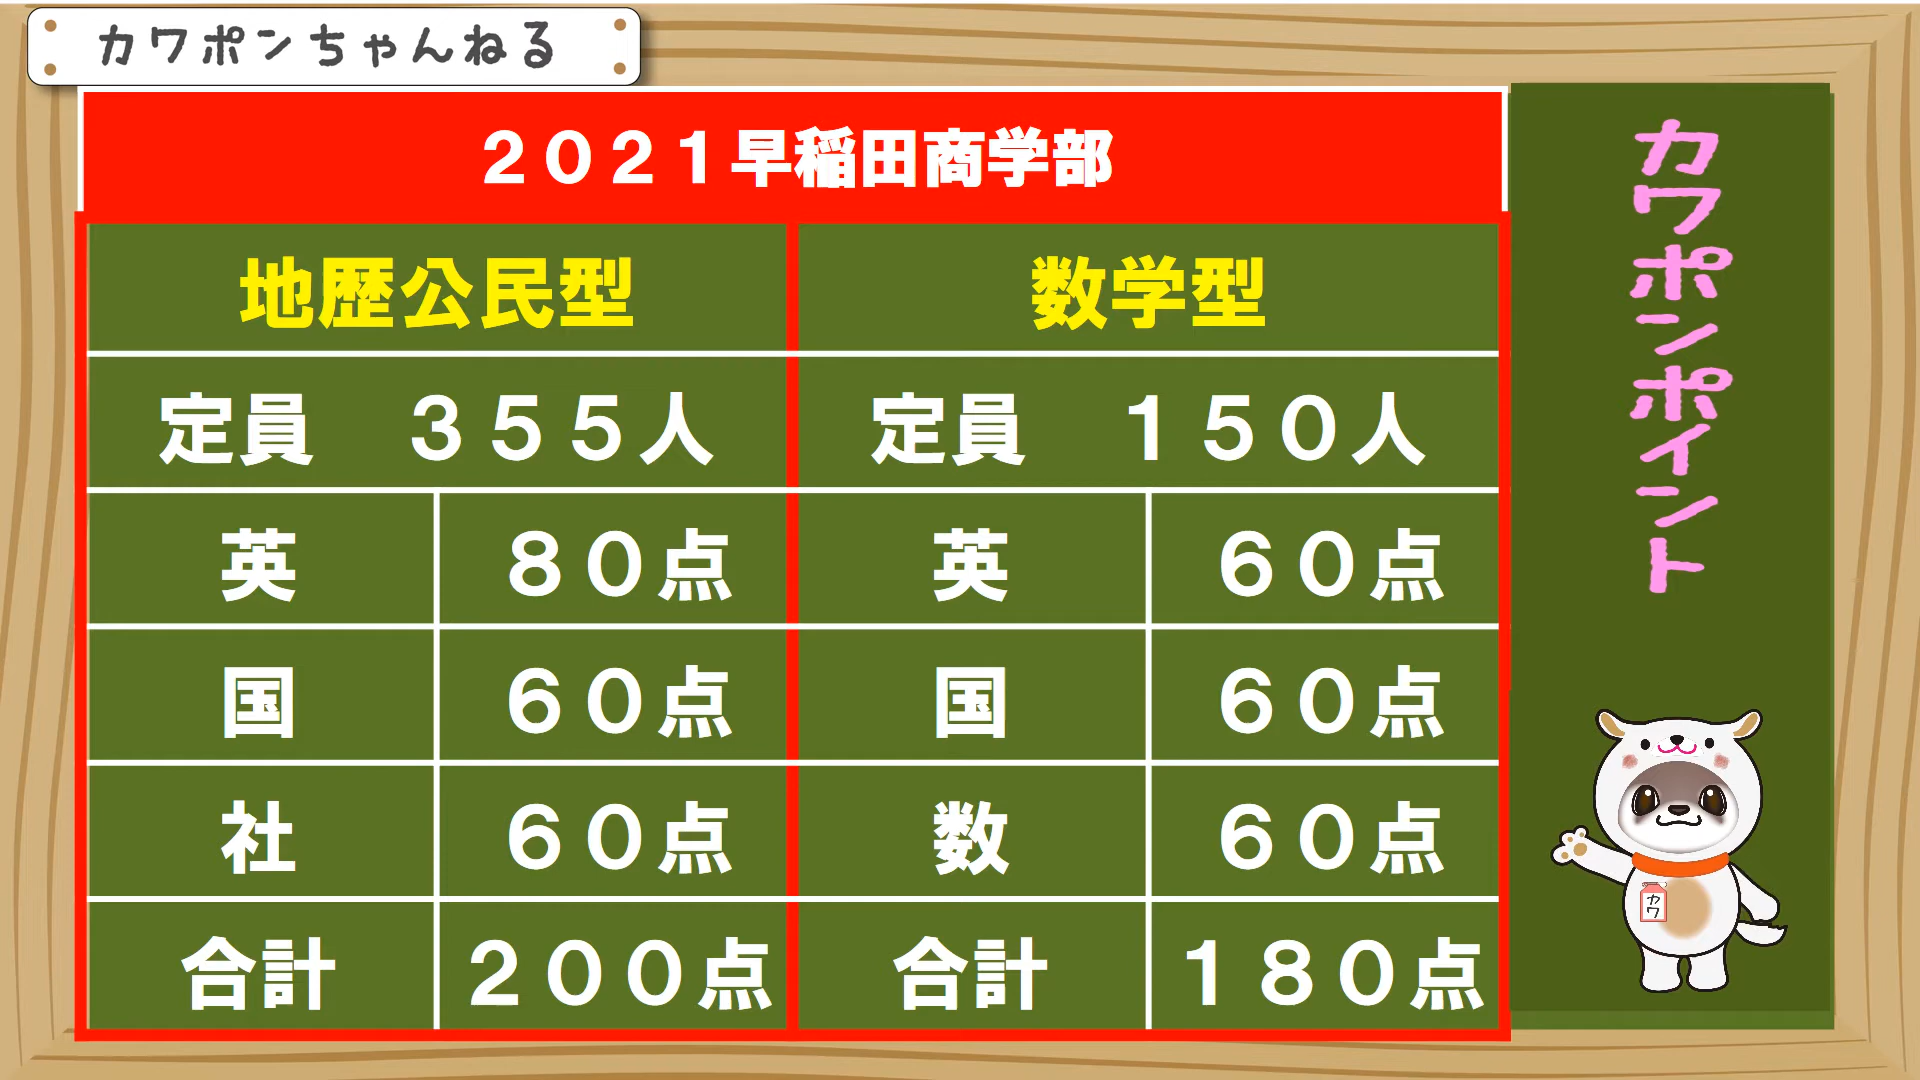 カワポンちゃんねる
２０２１早稲田商学部
地歴公民型 数学型
定員 ３５５人 定員 １５０人
英 ８０点 英 ６０点
国 ６０点 国 ６０点
社 ６０点 数 ６０点
合計 ２００点 合計 １８０点
カワポンポイント
カワ